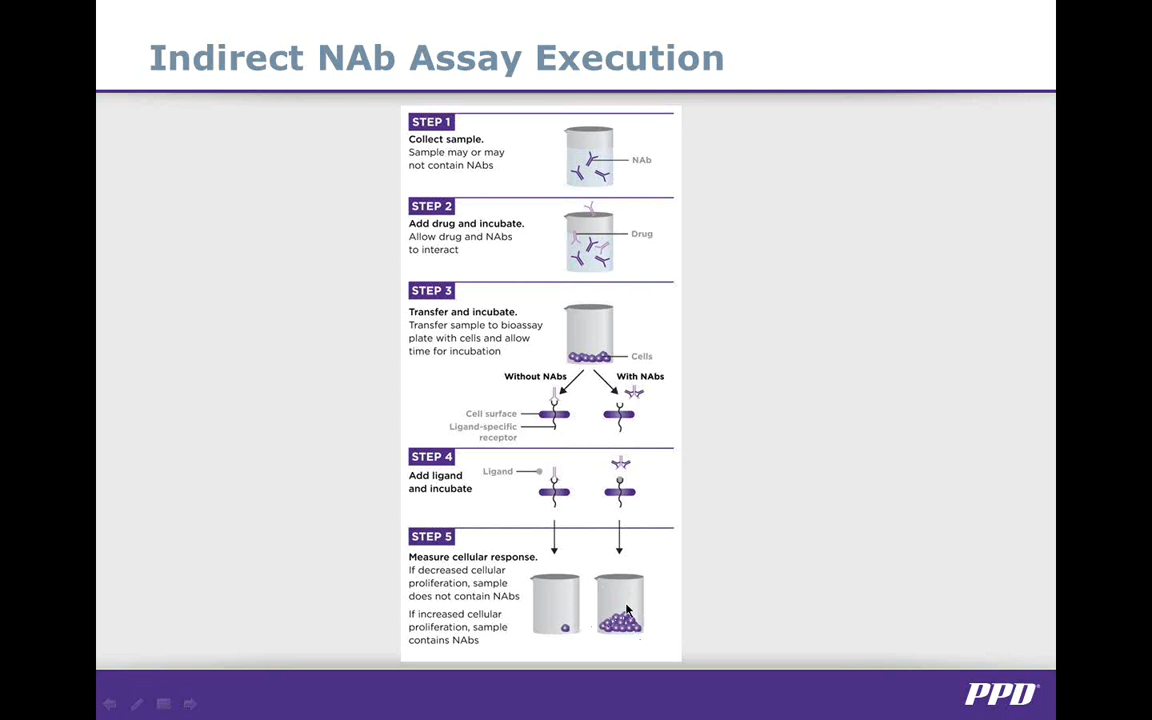 Indirect NAb Assay Execution
STEP 1
Collect sample.
Sample may or may
not contain NAbs
NAb
STEP 2
Add drug and incubate.
Allow drug and NAbs
to interact
Drug
STEP 3
Transfer and incubate.
Transfer sample to bioassay
plate with cells and allow
time for incubation
Cells
Without NAbs
With NAbs
Cell surface
Ligand-specific
receptor
STEP 4
Add ligand
and incubate
Ligand
STEP 5
Measure cellular response.
If decreased cellular
proliferation, sample
does not contain NAbs
If increased cellular
proliferation, sample
contains NAbs
PPD®